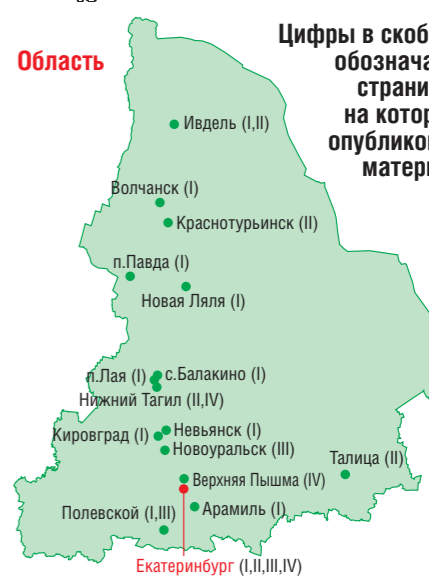 Цифры в скоб
Область
обознача
страни
на котор
опубликов
матер
Ивдель (I,II)
Волчанск (I)
Краснотурьинск (II)
п.Павда (I)
Новая Ляля (I)
п.Лая (I)
с.Балакино (I)
Нижний Тагил (II,IV)
Невьянск (I)
Кировград (I)
Новоуральск (III)
Талица (II)
Верхняя Пышма (IV)
Полевской (I,III)
Арамиль (I)
Екатеринбург (I,II,III,IV)